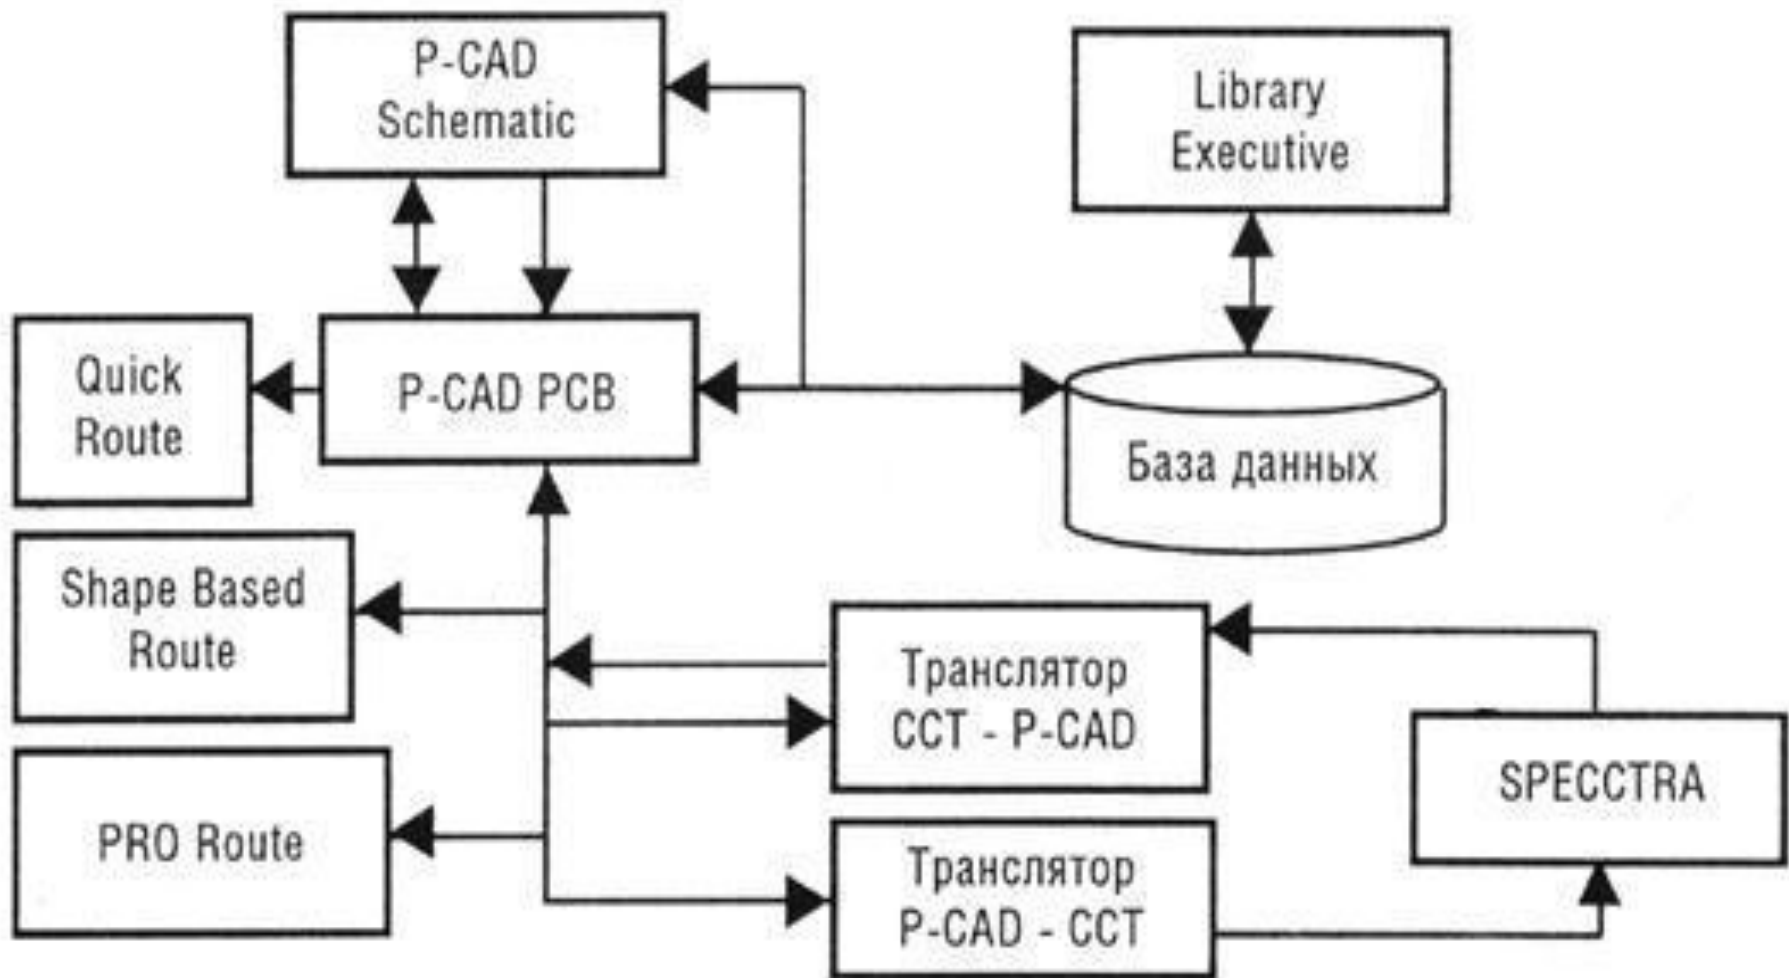 P-CAD
Schematic
Library
Executive
Quick
Route
P-CAD PCB
База данных
Shape Based
Route
Транслятор
CCT - P-CAD
SPECCTRA
PRO Route
Транслятор
P-CAD - CCT